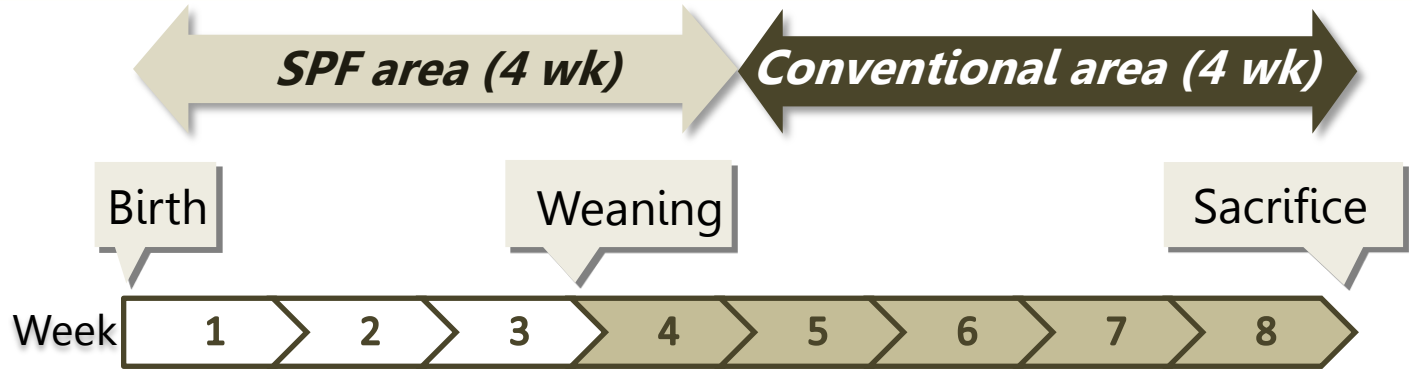 SPF area (4 wk) Conventional area (4 wk)
Birth Weaning Sacrifice
Week 1 2 3 4 5 6 7 8